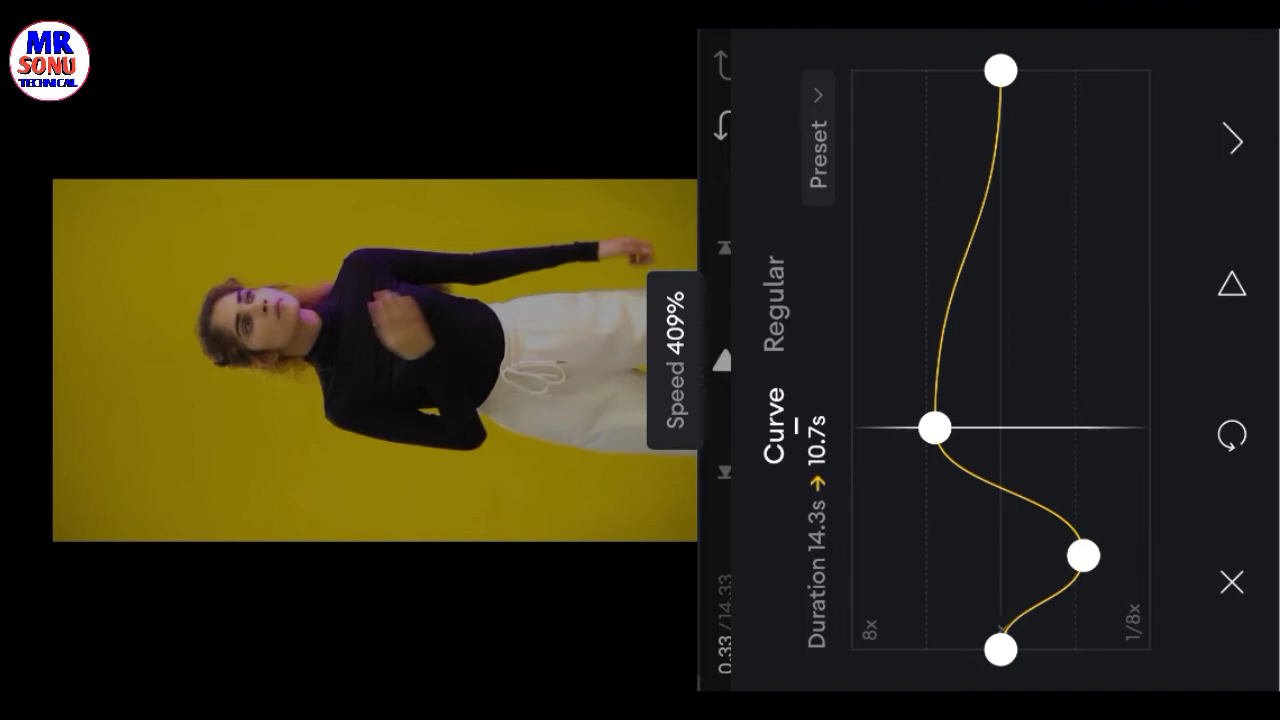 MR
SONU
TECHNICAL
Speed 409%
0.33 / 14.33
Curve Regular
Duration 14.3s → 10.7s
Preset
8x
1/8x